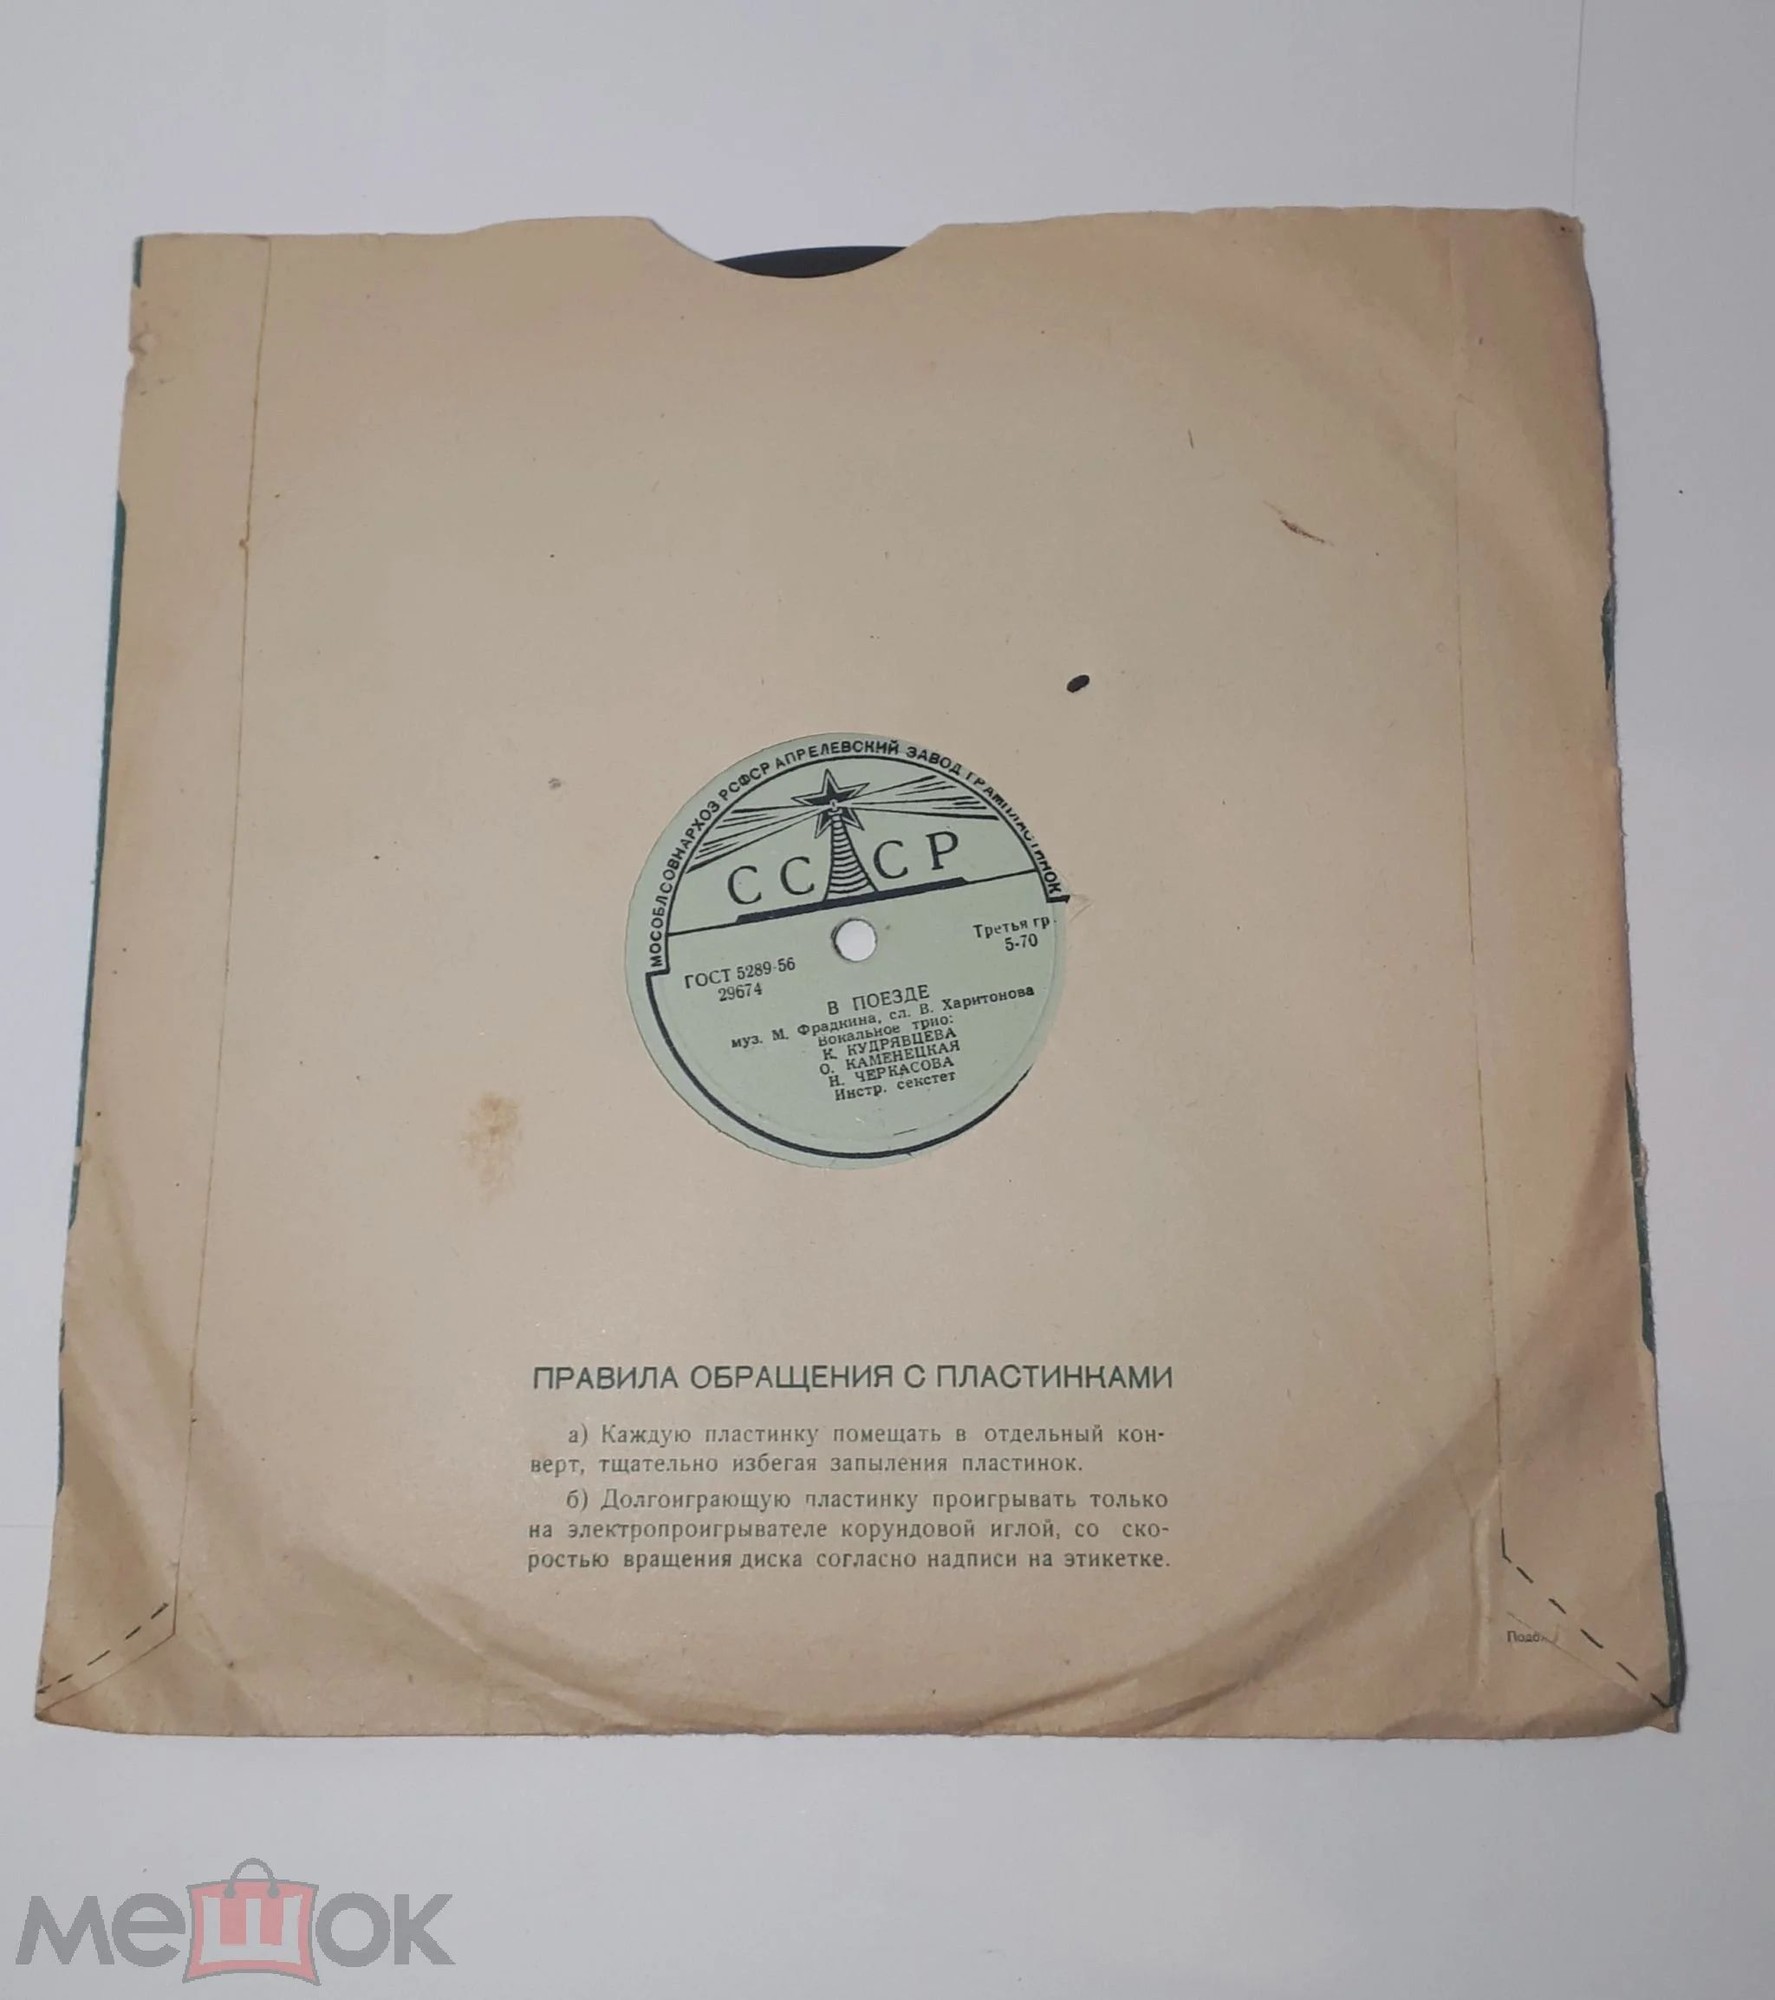 МОСОБЛСОВНАРХОЗ РСФСР АПРЕЛЕВСКИЙ ЗАВОД ГРАМПЛАСТИНОК
СССР
Третья гр.
5-70
ГОСТ 5289-56
29674
В ПОЕЗДЕ
муз. М. Фрадкина, сл. В. Харитонова
Вокальное трио:
К. КУДРЯВЦЕВА
О. КАМЕНЕЦКАЯ
Н. ЧЕРКАСОВА
Инстр. секстет
ПРАВИЛА ОБРАЩЕНИЯ С ПЛАСТИНКАМИ
а) Каждую пластинку помещать в отдельный кон-
верт, тщательно избегая запыления пластинок.
б) Долгоиграющую пластинку проигрывать только
на электропроигрывателе корундовой иглой, со ско-
ростью вращения диска согласно надписи на этикетке.
мешок